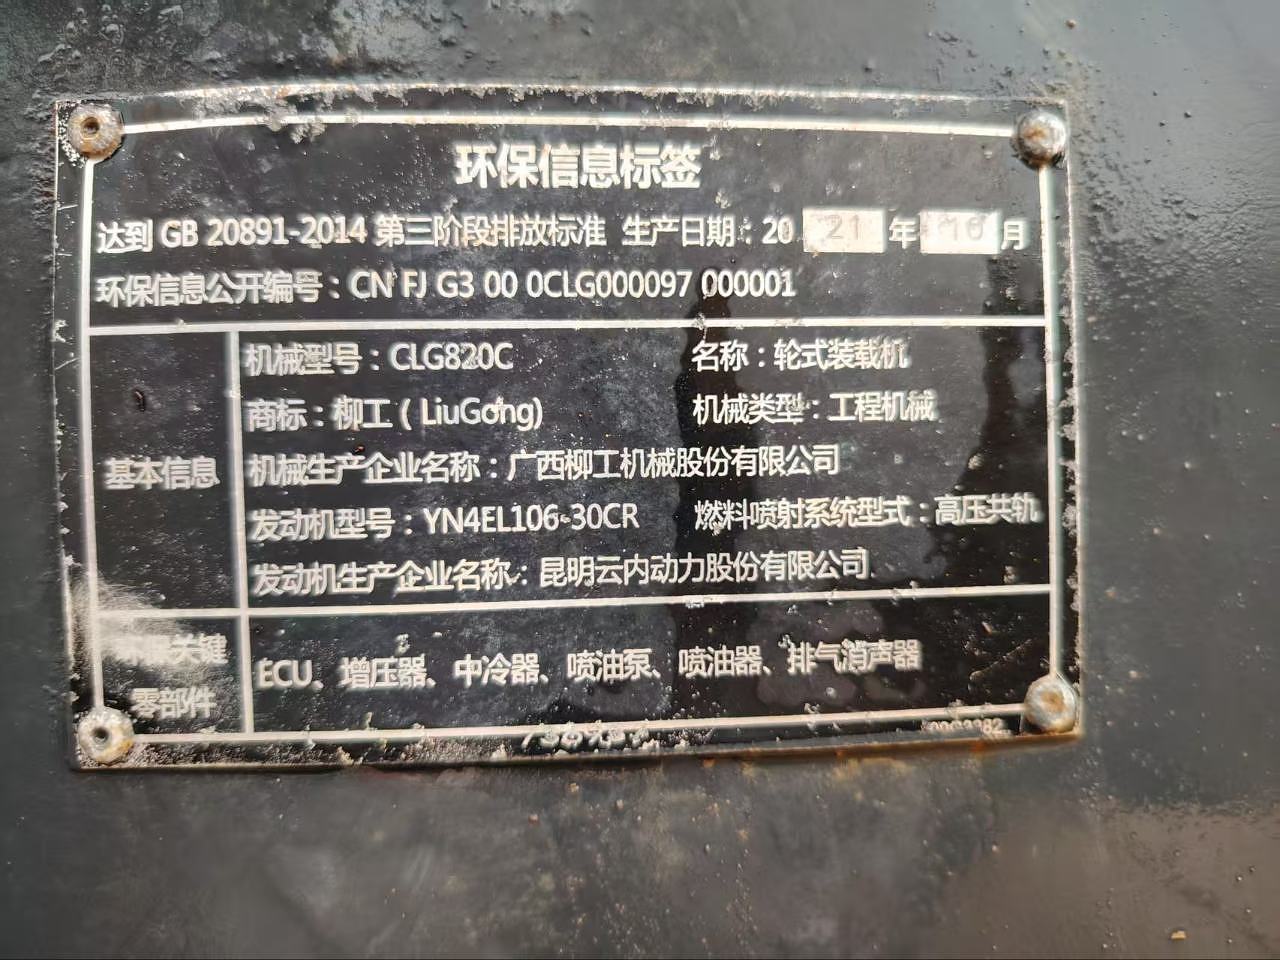 环保信息标签
达到 GB 20891-2014 第三阶段排放标准 生产日期：20 21 年 10 月
环保信息公开编号：CN FJ G3 00 0CLG000097 000001
基本信息
机械型号：CLG820C 名称：轮式装载机
商标：柳工（LiuGong) 机械类型：工程机械
机械生产企业名称：广西柳工机械股份有限公司
发动机型号：YN4EL106-30CR 燃料喷射系统型式：高压共轨
发动机生产企业名称：昆明云内动力股份有限公司
关键
零部件
ECU、增压器、中冷器、喷油泵、喷油器、排气消声器